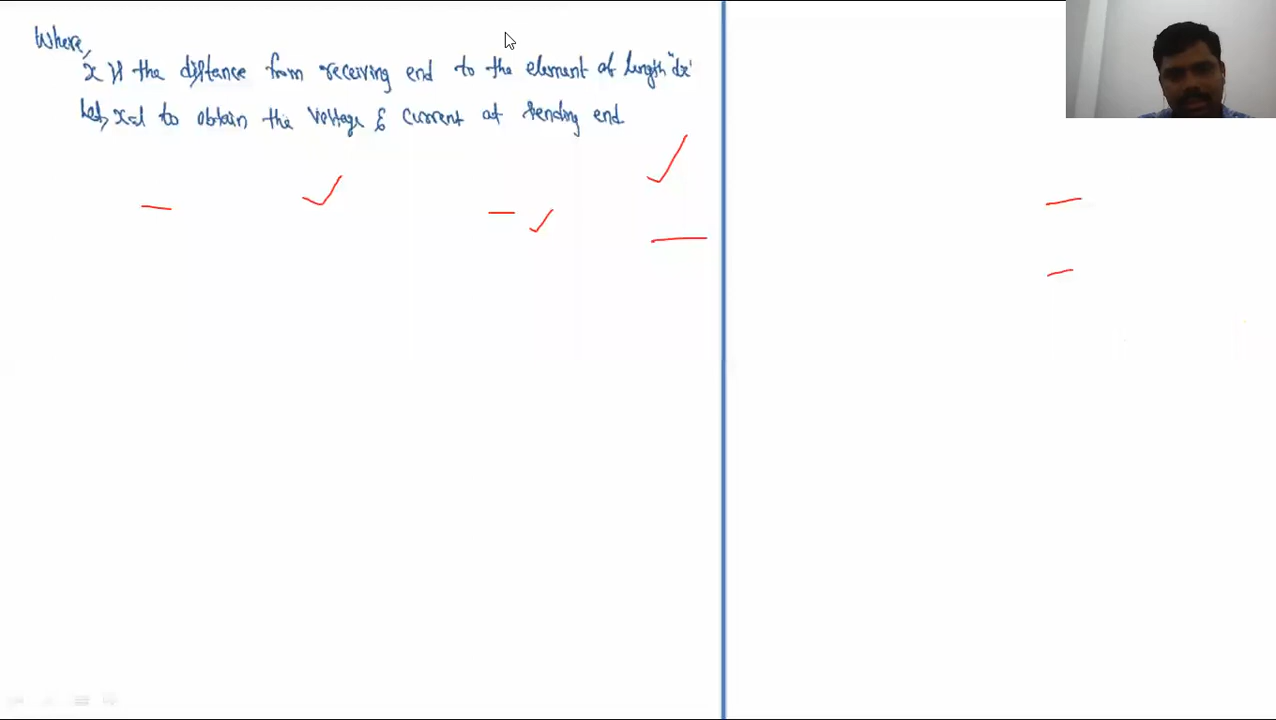 Where,
x is the distance from receiving end to the element of length "dx"
Let, x=l to obtain the voltage & current at sending end